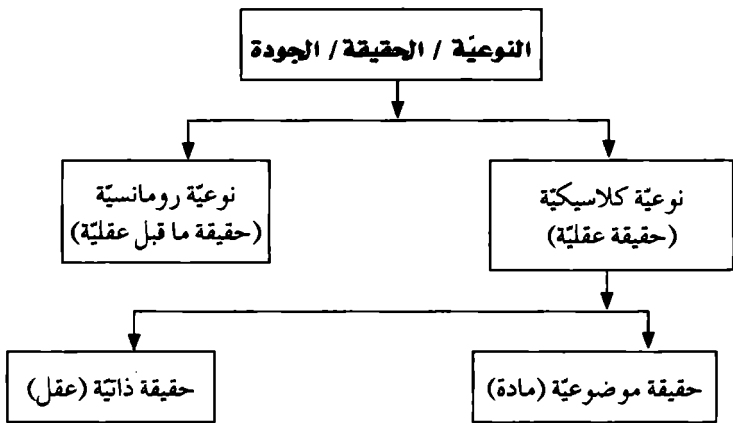 النوعيّة / الحقيقة / الجودة
نوعيّة كلاسيكيّة
(حقيقة عقليّة)
نوعيّة رومانسيّة
(حقيقة ما قبل عقليّة)
حقيقة موضوعيّة (مادة)
حقيقة ذاتيّة (عقل)